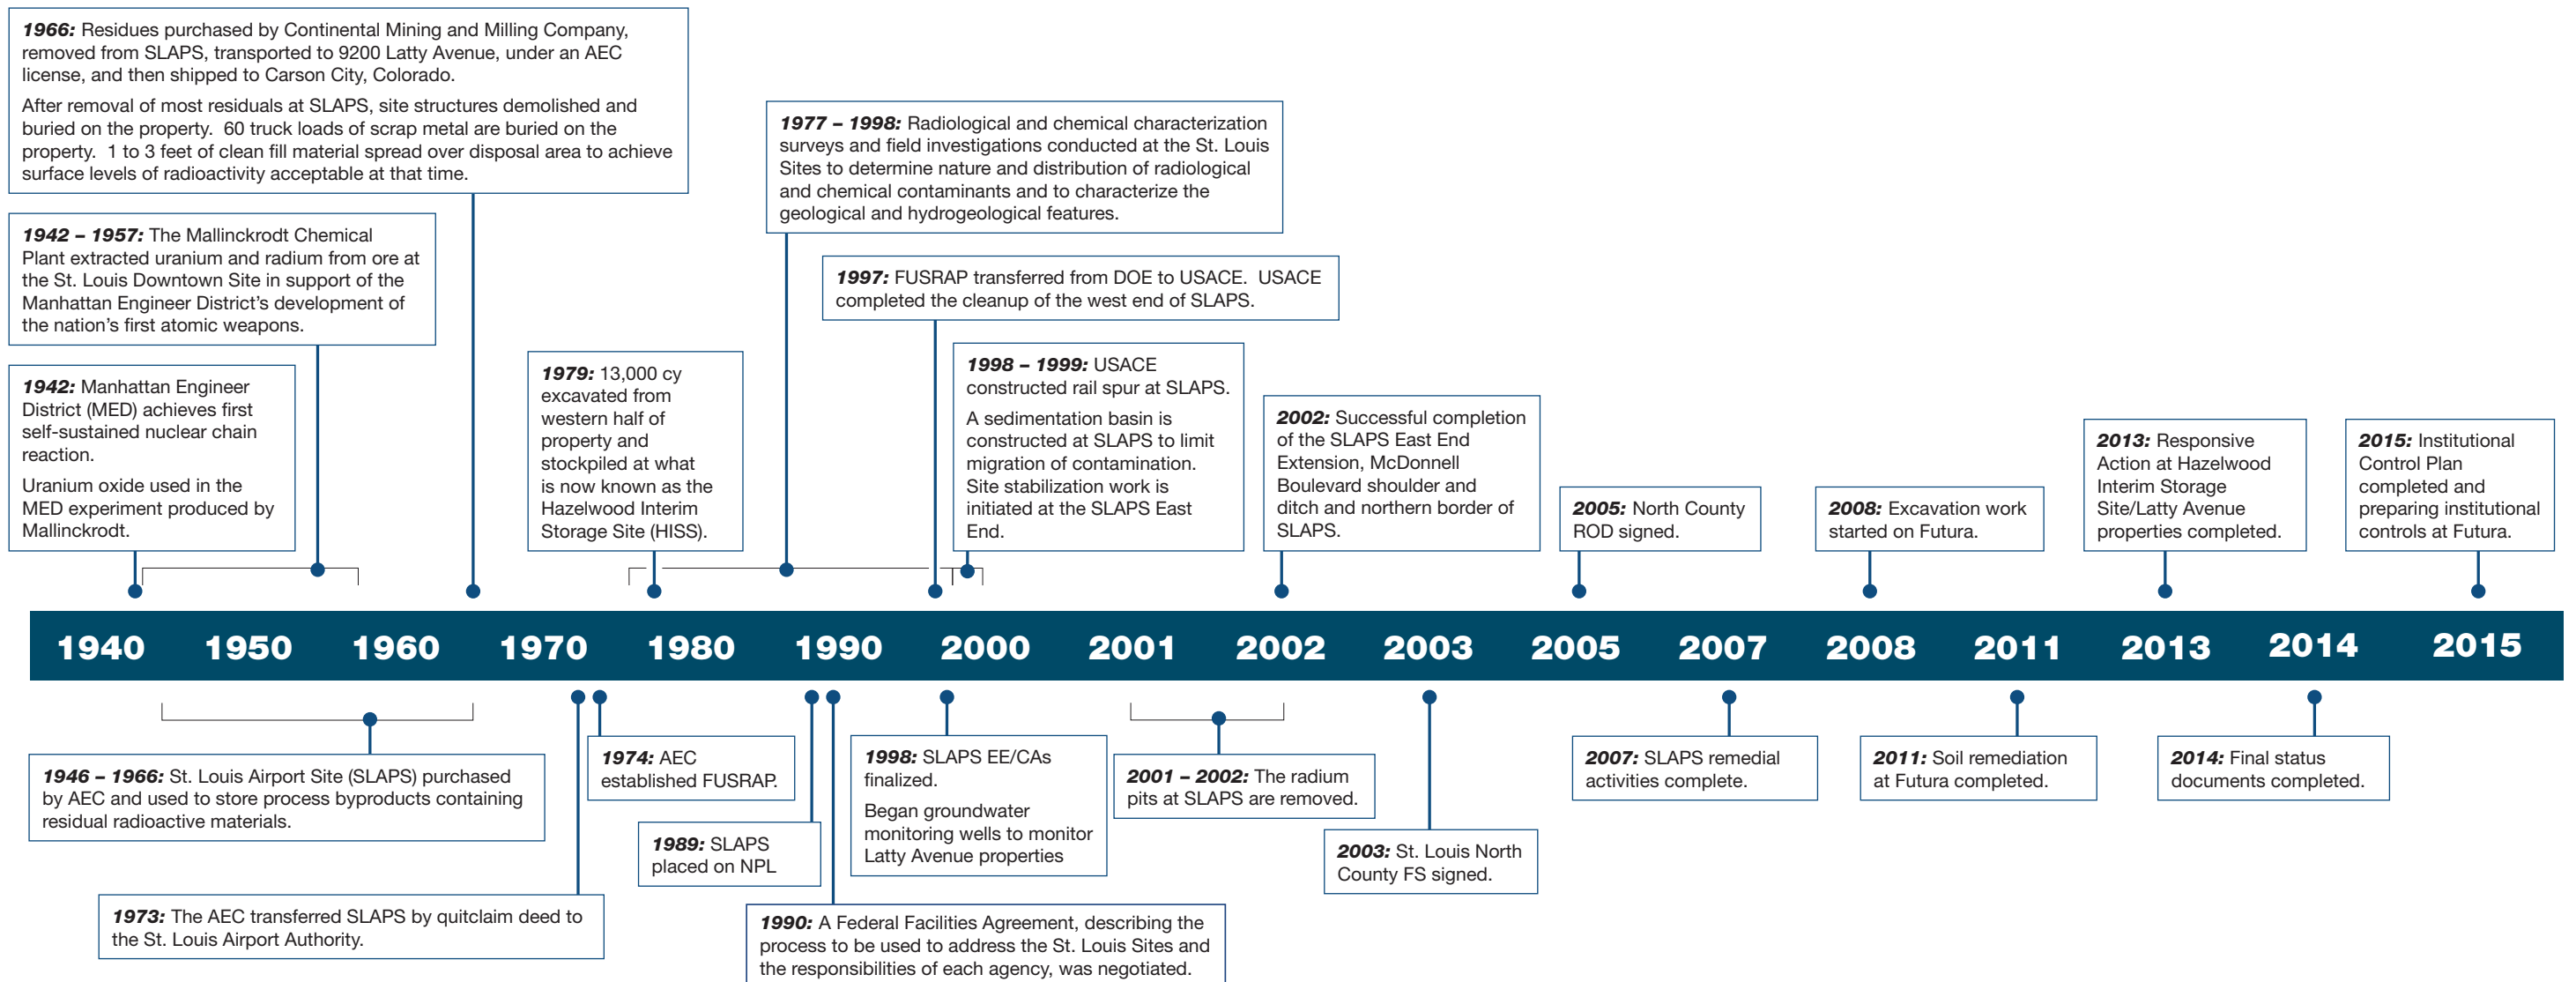 1966: Residues purchased by Continental Mining and Milling Company,
removed from SLAPS, transported to 9200 Latty Avenue, under an AEC
license, and then shipped to Carson City, Colorado.
After removal of most residuals at SLAPS, site structures demolished and
buried on the property.  60 truck loads of scrap metal are buried on the
property.  1 to 3 feet of clean fill material spread over disposal area to achieve
surface levels of radioactivity acceptable at that time.
1942 – 1957: The Mallinckrodt Chemical
Plant extracted uranium and radium from ore at
the St. Louis Downtown Site in support of the
Manhattan Engineer District's development of
the nation's first atomic weapons.
1942: Manhattan Engineer
District (MED) achieves first
self-sustained nuclear chain
reaction.
Uranium oxide used in the
MED experiment produced by
Mallinckrodt.
1979: 13,000 cy
excavated from
western half of
property and
stockpiled at what
is now known as the
Hazelwood Interim
Storage Site (HISS).
1977 – 1998: Radiological and chemical characterization
surveys and field investigations conducted at the St. Louis
Sites to determine nature and distribution of radiological
and chemical contaminants and to characterize the
geological and hydrogeological features.
1997: FUSRAP transferred from DOE to USACE.  USACE
completed the cleanup of the west end of SLAPS.
1998 – 1999: USACE
constructed rail spur at SLAPS.
A sedimentation basin is
constructed at SLAPS to limit
migration of contamination.
Site stabilization work is
initiated at the SLAPS East
End.
2002: Successful completion
of the SLAPS East End
Extension, McDonnell
Boulevard shoulder and
ditch and northern border of
SLAPS.
2005: North County
ROD signed.
2008: Excavation work
started on Futura.
2013: Responsive
Action at Hazelwood
Interim Storage
Site/Latty Avenue
properties completed.
2015: Institutional
Control Plan
completed and
preparing institutional
controls at Futura.
1940 1950 1960 1970 1980 1990 2000 2001 2002 2003 2005 2007 2008 2011 2013 2014 2015
1946 – 1966: St. Louis Airport Site (SLAPS) purchased
by AEC and used to store process byproducts containing
residual radioactive materials.
1973: The AEC transferred SLAPS by quitclaim deed to
the St. Louis Airport Authority.
1974: AEC
established FUSRAP.
1989: SLAPS
placed on NPL
1990: A Federal Facilities Agreement, describing the
process to be used to address the St. Louis Sites and
the responsibilities of each agency, was negotiated.
1998: SLAPS EE/CAs
finalized.
Began groundwater
monitoring wells to monitor
Latty Avenue properties
2001 – 2002: The radium
pits at SLAPS are removed.
2003: St. Louis North
County FS signed.
2007: SLAPS remedial
activities complete.
2011: Soil remediation
at Futura completed.
2014: Final status
documents completed.